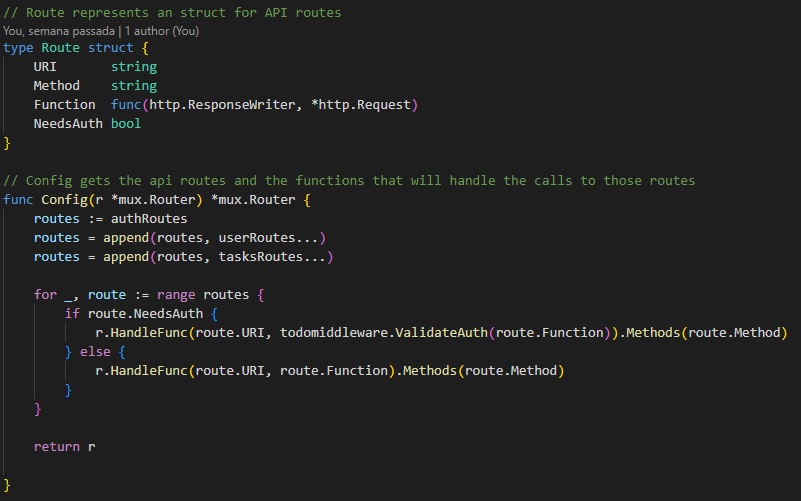 // Route represents an struct for API routes
You, semana passada | 1 author (You)
type Route struct {
    URI       string
    Method    string
    Function  func(http.ResponseWriter, *http.Request)
    NeedsAuth bool
}

// Config gets the api routes and the functions that will handle the calls to those routes
func Config(r *mux.Router) *mux.Router {
    routes := authRoutes
    routes = append(routes, userRoutes...)
    routes = append(routes, tasksRoutes...)

    for _, route := range routes {
        if route.NeedsAuth {
            r.HandleFunc(route.URI, todomiddleware.ValidateAuth(route.Function)).Methods(route.Method)
        } else {
            r.HandleFunc(route.URI, route.Function).Methods(route.Method)
        }
    }

    return r

}